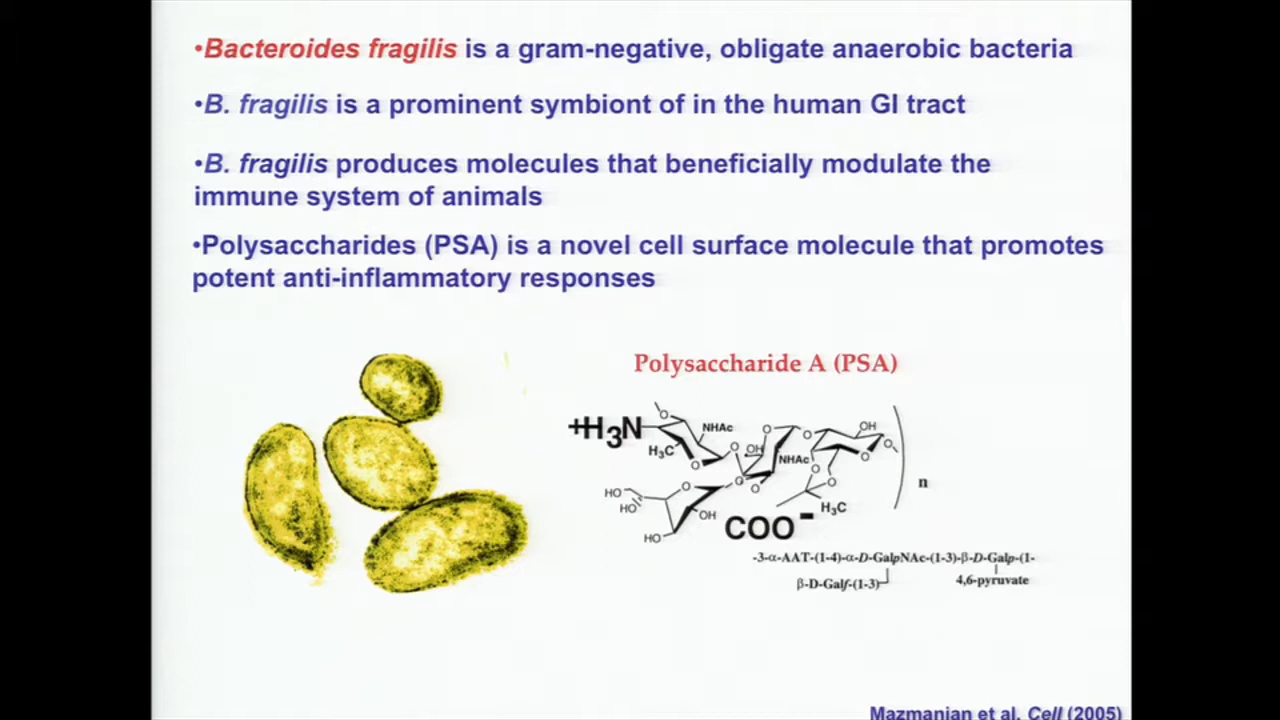 •Bacteroides fragilis is a gram-negative, obligate anaerobic bacteria
•B. fragilis is a prominent symbiont of in the human GI tract
•B. fragilis produces molecules that beneficially modulate the
immune system of animals
•Polysaccharides (PSA) is a novel cell surface molecule that promotes
potent anti-inflammatory responses
Polysaccharide A (PSA)
+H3N
O
NHAc
H3C
O
O
OH
O
NHAc
O
O
OH
O
O
O
O
H3C
n
HO
HO
O
OH
HO
O
O
COO-
-3-α-AAT-(1-4)-α-D-GalpNAc-(1-3)-β-D-Galp-(1-
β-D-Galf-(1-3)
4,6-pyruvate
Mazmanian et al. Cell (2005)